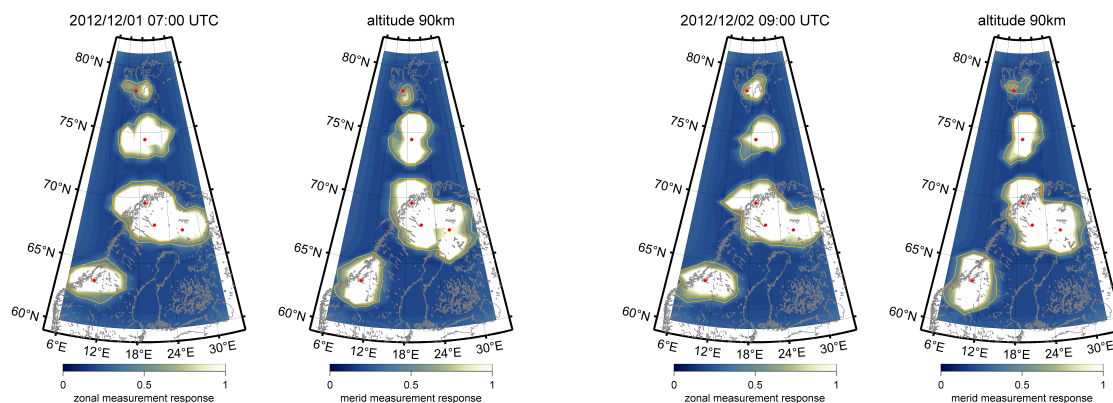 2012/12/01 07:00 UTC
80°N
75°N
70°N
65°N
60°N
6°E
12°E
18°E
24°E
30°E
0
0.5
1
zonal measurement response
altitude 90km
80°N
75°N
70°N
65°N
60°N
6°E
12°E
18°E
24°E
30°E
0
0.5
1
merid measurement response
2012/12/02 09:00 UTC
80°N
75°N
70°N
65°N
60°N
6°E
12°E
18°E
24°E
30°E
0
0.5
1
zonal measurement response
altitude 90km
80°N
75°N
70°N
65°N
60°N
6°E
12°E
18°E
24°E
30°E
0
0.5
1
merid measurement response